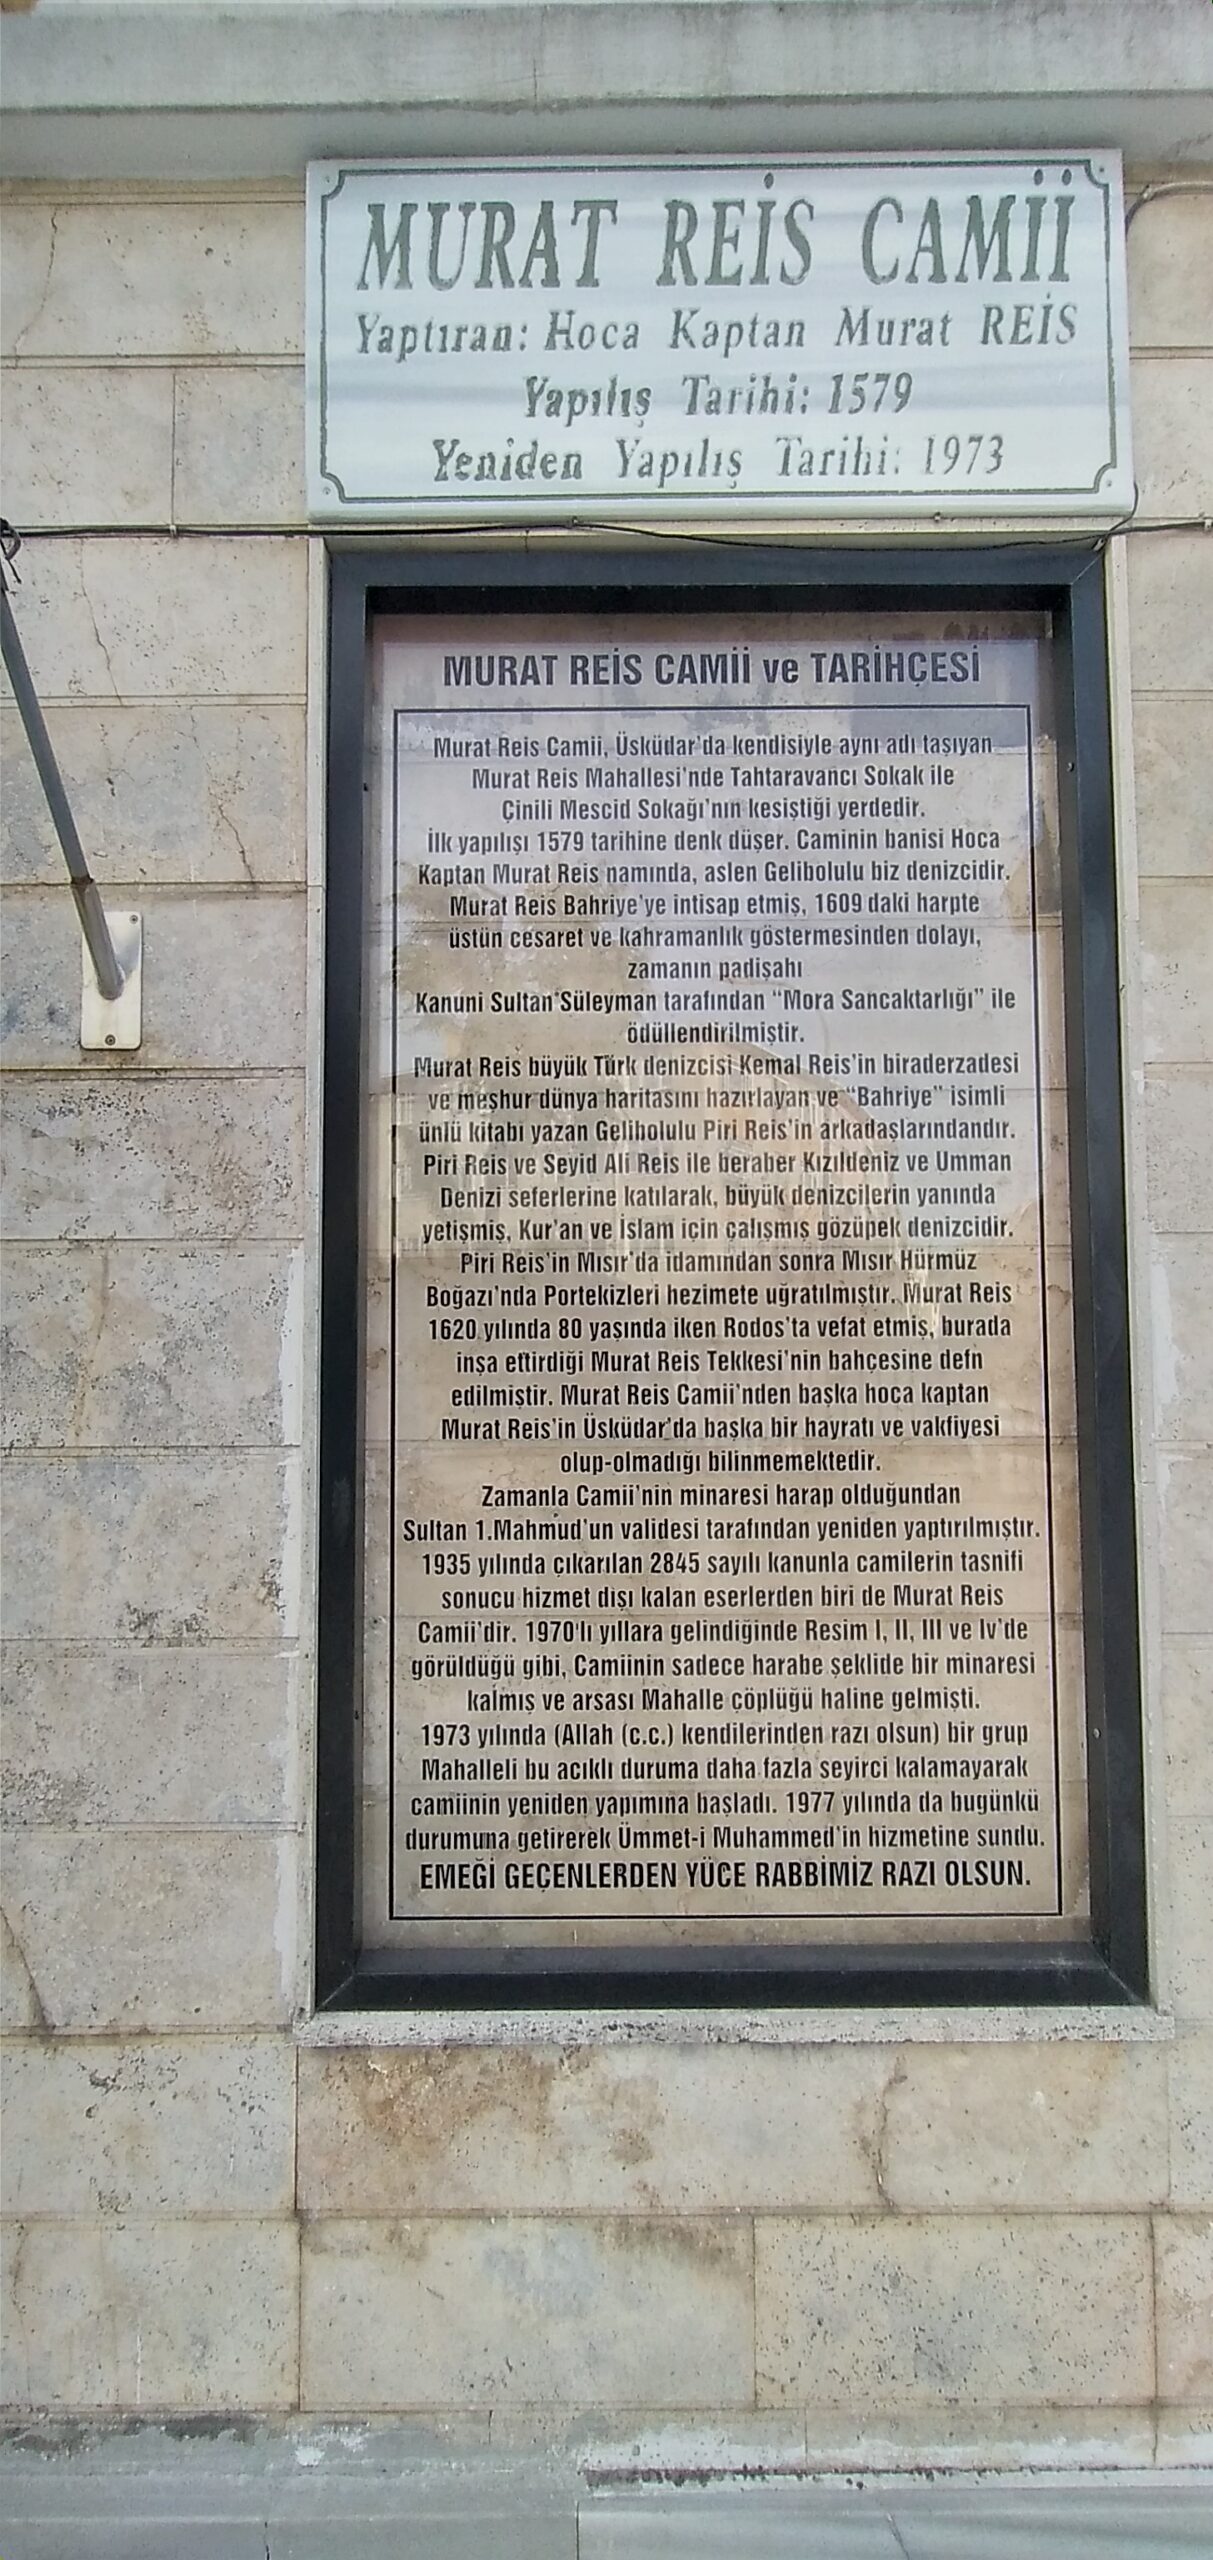 MURAT REİS CAMİİ
Yaptıran: Hoca Kaptan Murat REİS
Yapılış Tarihi: 1579
Yeniden Yapılış Tarihi: 1973
MURAT REİS CAMİİ ve TARİHÇESİ
Murat Reis Camii, Üsküdar'da kendisiyle aynı adı taşıyan
Murat Reis Mahallesi'nde Tahtaravancı Sokak ile
Çinili Mescid Sokağı'nın kesiştiği yerdedir.
İlk yapılışı 1579 tarihine denk düşer. Caminin banisi Hoca
Kaptan Murat Reis namında, aslen Gelibolulu biz denizcidir.
Murat Reis Bahriye'ye intisap etmiş, 1609 daki harpte
üstün cesaret ve kahramanlık göstermesinden dolayı,
zamanın padişahı
Kanuni Sultan Süleyman tarafından “Mora Sancaktarlığı” ile
ödüllendirilmiştir.
Murat Reis büyük Türk denizcisi Kemal Reis'in biraderzadesi
ve meşhur dünya haritasını hazırlayan ve “Bahriye” isimli
ünlü kitabı yazan Gelibolulu Piri Reis'in arkadaşlarındandır.
Piri Reis ve Seyid Ali Reis ile beraber Kızıldeniz ve Umman
Denizi seferlerine katılarak, büyük denizcilerin yanında
yetişmiş, Kur'an ve İslam için çalışmış gözüpek denizcidir.
Piri Reis'in Mısır'da idamından sonra Mısır Hürmüz
Boğazı'nda Portekizleri hezimete uğratılmıştır. Murat Reis
1620 yılında 80 yaşında iken Rodos'ta vefat etmiş, burada
inşa ettirdiği Murat Reis Tekkesi'nin bahçesine defn
edilmiştir. Murat Reis Camii'nden başka hoca kaptan
Murat Reis'in Üsküdar'da başka bir hayratı ve vakfiyesi
olup-olmadığı bilinmemektedir.
Zamanla Camii'nin minaresi harap olduğundan
Sultan 1.Mahmud'un validesi tarafından yeniden yaptırılmıştır.
1935 yılında çıkarılan 2845 sayılı kanunla camilerin tasnifi
sonucu hizmet dışı kalan eserlerden biri de Murat Reis
Camii'dir. 1970'lı yıllara gelindiğinde Resim I, II, III ve Iv'de
görüldüğü gibi, Camiinin sadece harabe şeklide bir minaresi
kalmış ve arsası Mahalle çöplüğü haline gelmişti.
1973 yılında (Allah (c.c.) kendilerinden razı olsun) bir grup
Mahalleli bu acıklı duruma daha fazla seyirci kalamayarak
camiinin yeniden yapımına başladı. 1977 yılında da bugünkü
durumuna getirerek Ümmet-i Muhammed'in hizmetine sundu.
EMEĞİ GEÇENLERDEN YÜCE RABBİMİZ RAZI OLSUN.